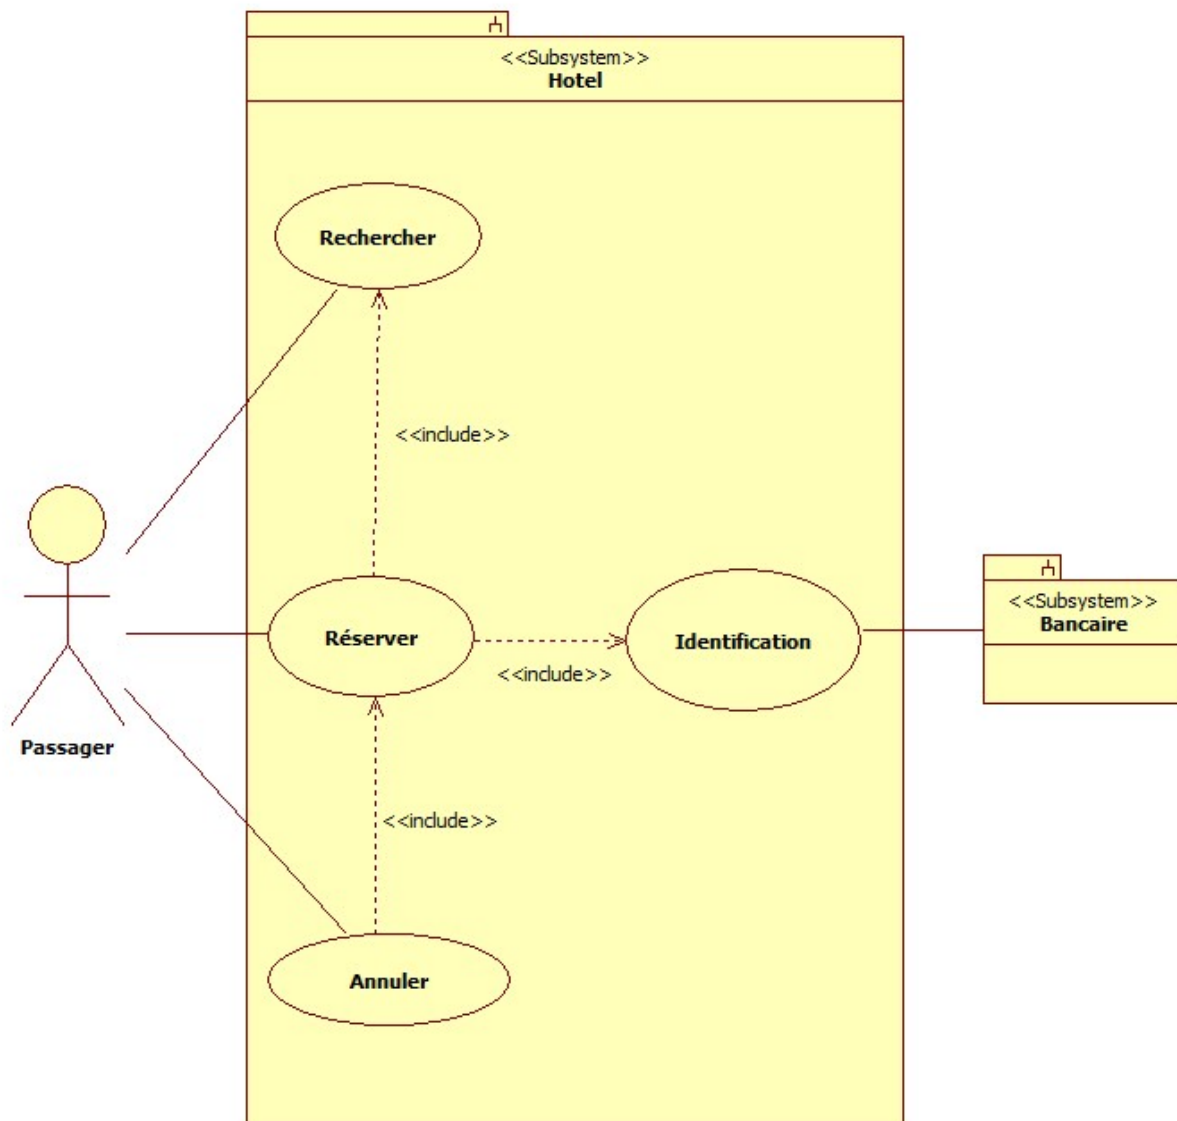 <<Subsystem>>
Hotel
Rechercher
<<include>>
Réserver
<<include>>
Identification
<<Subsystem>>
Bancaire
Passager
<<include>>
Annuler